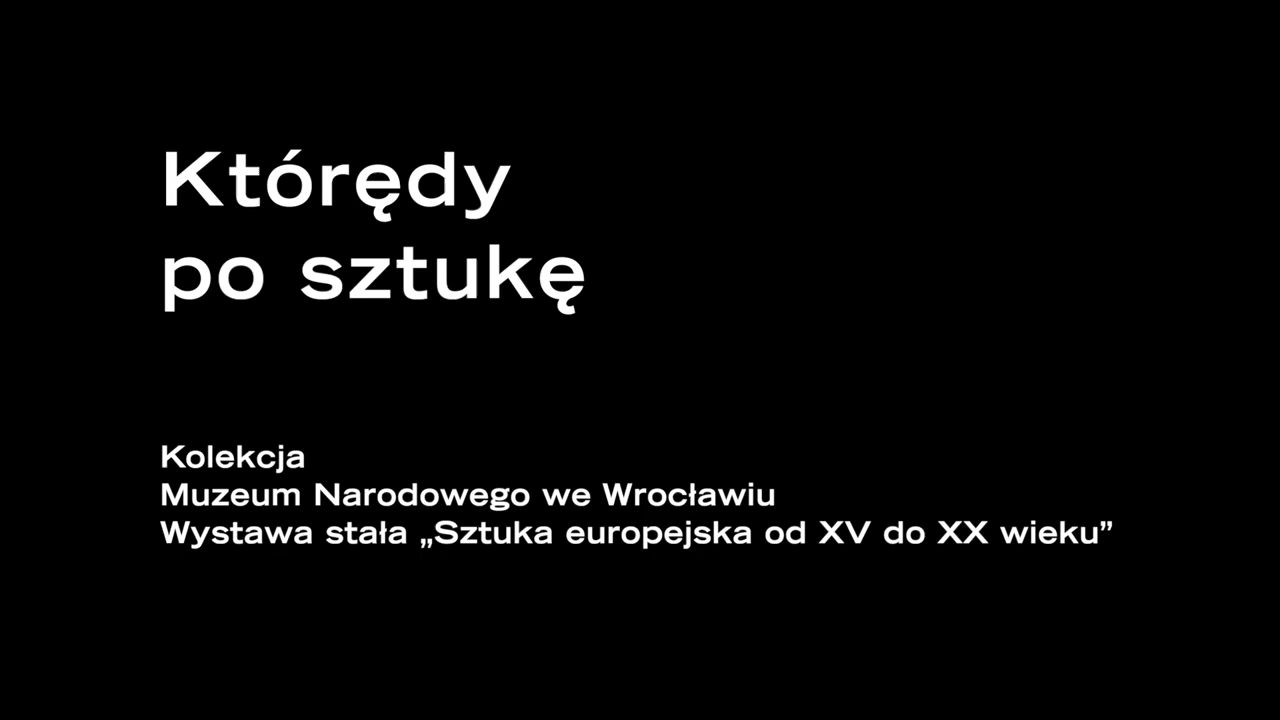 Którędy
po sztukę
Kolekcja
Muzeum Narodowego we Wrocławiu
Wystawa stała „Sztuka europejska od XV do XX wieku”